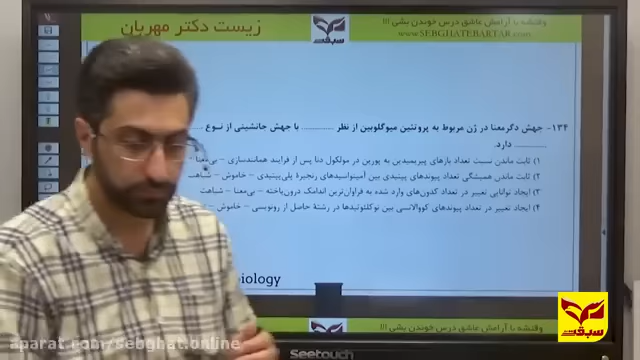 وقتشه با آرامش عاشق درس خوندن بشی !!!
www.SEBGHATEBARTAR.com
سبقت
زیست دکتر مهربان
۱۳۴- جهش دگرمعنا در ژن مربوط به پروتئین میوگلوبین از نظر ............ با جهش جانشینی از نوع
............ دارد.
۱) ثابت ماندن نسبت تعداد بازهای پیریمیدین به پورین در مولکول دنا پس از فرایند همانندسازی - بی‌معنا -
۲) ثابت ماندن همیشگی تعداد پیوندهای پپتیدی بین آمینواسیدهای زنجیرهٔ پلی‌پپتیدی - خاموش -
۳) ایجاد توانایی تغییر در تعداد کدون‌های وارد شده به فراوان‌ترین اندامک درون‌یاخته - بی‌معنا - شباهت
۴) ایجاد تغییر در تعداد پیوندهای کووالانسی بین نوکلئوتیدها در رشتهٔ حاصل از رونویسی - خاموش -
biology
سبقت
وقتشه با آرامش عاشق درس خوندن بشی !!!
aparat.com/sebghat.online
Seetouch